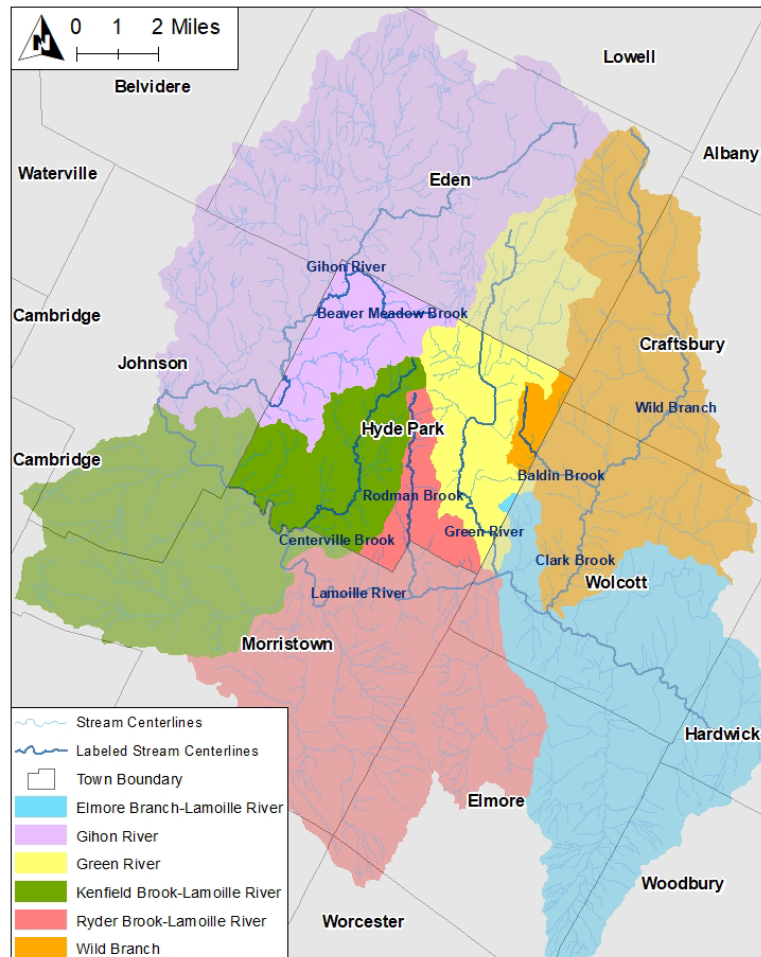 N
0 1 2 Miles
Lowell
Belvidere
Albany
Waterville
Eden
Gihon River
Cambridge
Beaver Meadow Brook
Johnson
Craftsbury
Wild Branch
Hyde Park
Cambridge
Baldin Brook
Rodman Brook
Green River
Centerville Brook
Clark Brook
Wolcott
Lamoille River
Morristown
Stream Centerlines
Labeled Stream Centerlines
Hardwick
Town Boundary
Elmore Branch-Lamoille River
Elmore
Gihon River
Green River
Woodbury
Kenfield Brook-Lamoille River
Ryder Brook-Lamoille River
Worcester
Wild Branch